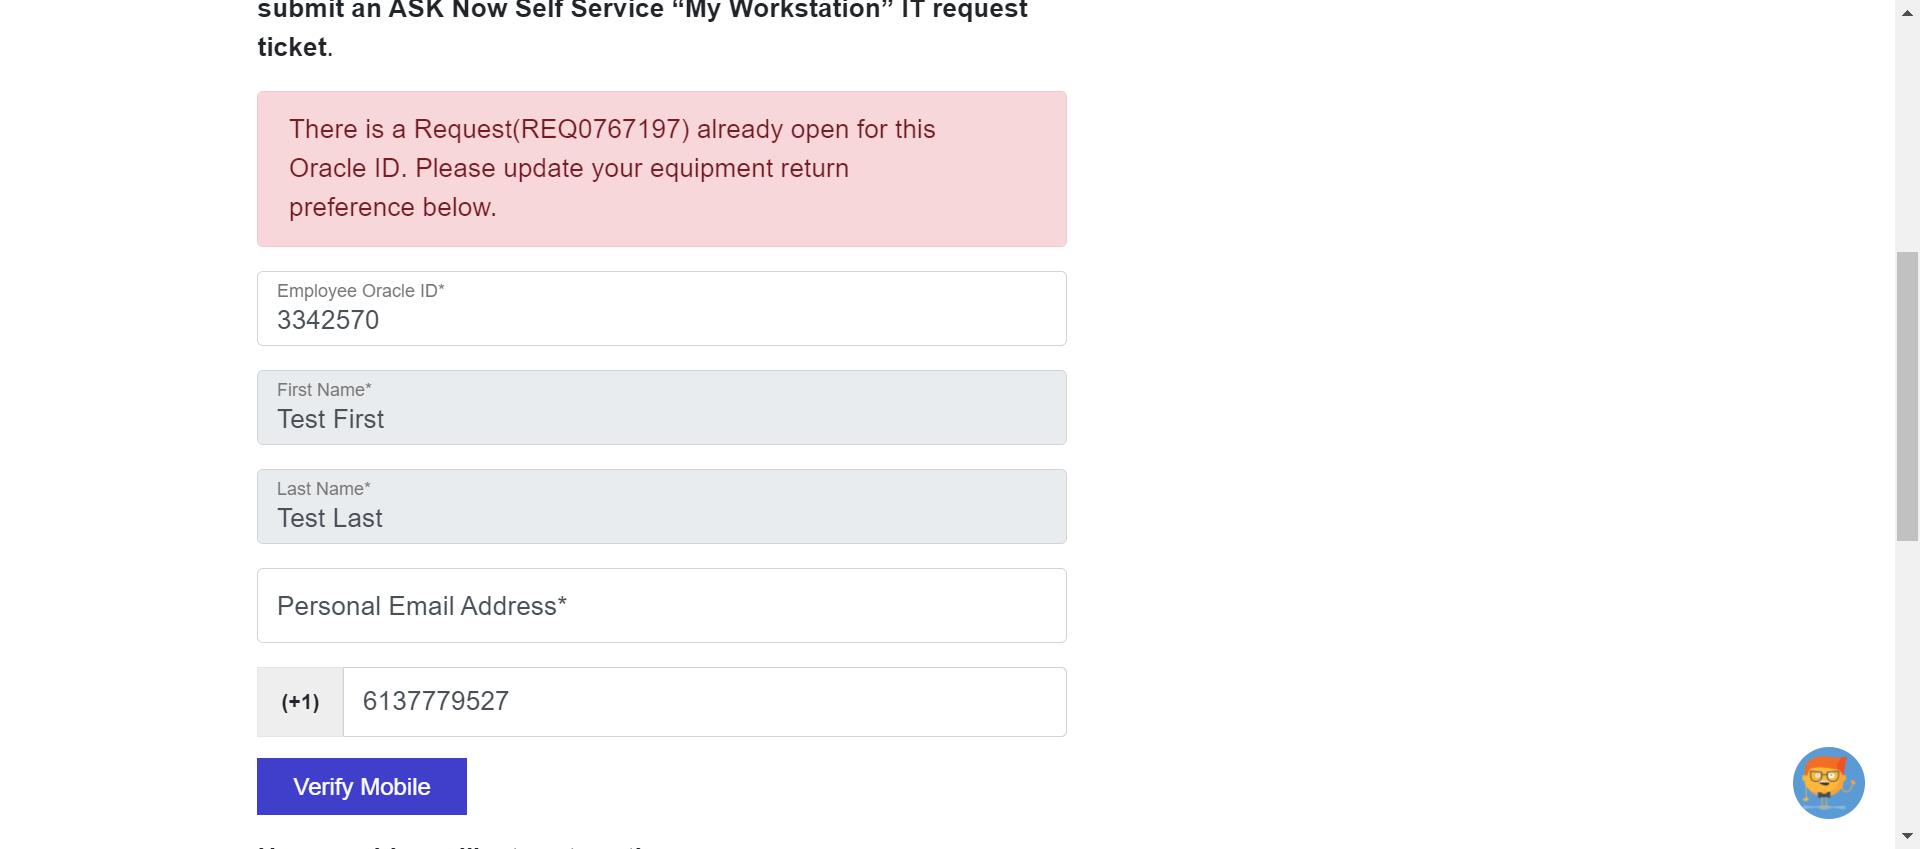 submit an ASK Now Self Service “My Workstation” IT request
ticket.
There is a Request(REQ0767197) already open for this
Oracle ID. Please update your equipment return
preference below.
Employee Oracle ID*
3342570
First Name*
Test First
Last Name*
Test Last
Personal Email Address*
(+1) 6137779527
Verify Mobile